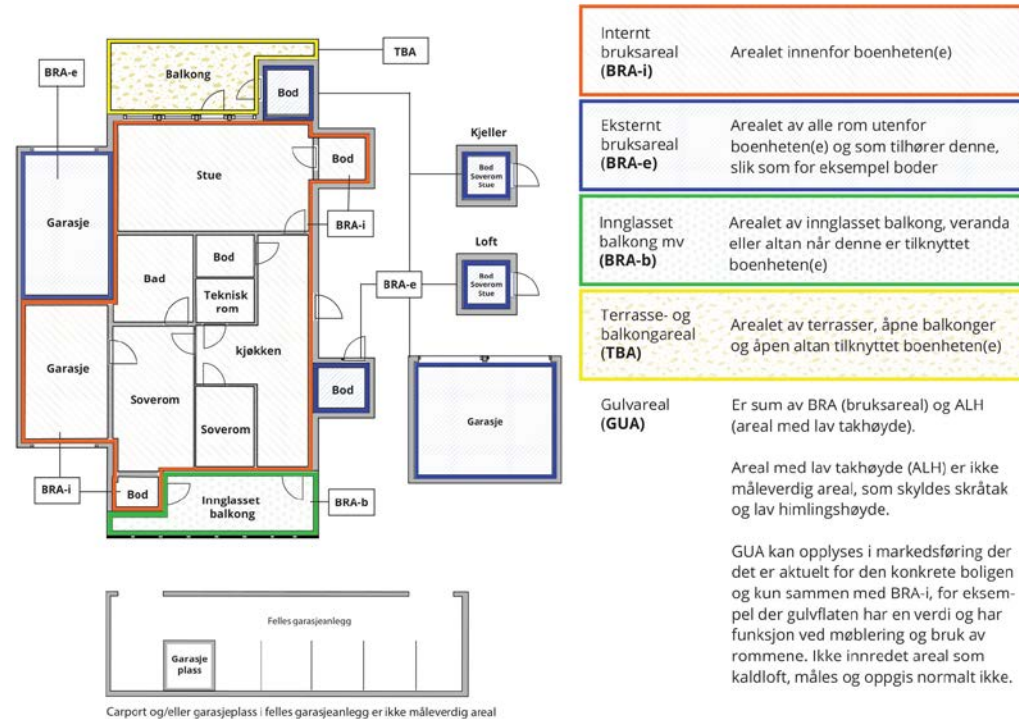 TBA
BRA-e
Balkong
Bod
Kjeller
Bod
Soverom
Stue
Stue
Bod
BRA-i
Garasje
Loft
Bod
Soverom
Stue
Bad
Bod
Teknisk
rom
BRA-e
kjøkken
Garasje
Soverom
Soverom
Bod
Garasje
BRA-i
Bod
Innglasset
balkong
BRA-b
Felles garasjeanlegg
Garasje
plass
Carport og/eller garasjeplass i felles garasjeanlegg er ikke måleverdig areal
Internt
bruksareal
(BRA-i)
Arealet innenfor boenheten(e)
Eksternt
bruksareal
(BRA-e)
Arealet av alle rom utenfor
boenheten(e) og som tilhører denne,
slik som for eksempel boder
Innglasset
balkong mv
(BRA-b)
Arealet av innglasset balkong, veranda
eller altan når denne er tilknyttet
boenheten(e)
Terrasse- og
balkongareal
(TBA)
Arealet av terrasser, åpne balkonger
og åpen altan tilknyttet boenheten(e)
Gulvareal
(GUA)
Er sum av BRA (bruksareal) og ALH
(areal med lav takhøyde).
Areal med lav takhøyde (ALH) er ikke
måleverdig areal, som skyldes skråtak
og lav himlingshøyde.
GUA kan opplyses i markedsføring der
det er aktuelt for den konkrete boligen
og kun sammen med BRA-i, for eksem-
pel der gulvflaten har en verdi og har
funksjon ved møblering og bruk av
rommene. Ikke innredet areal som
kaldloft, måles og oppgis normalt ikke.